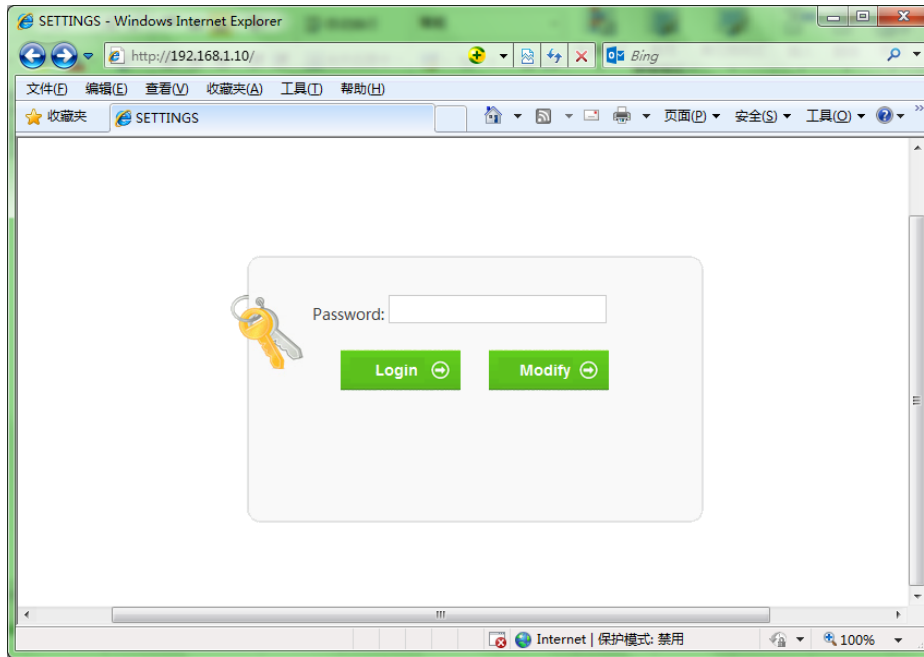 SETTINGS - Windows Internet Explorer
http://192.168.1.10/
Bing
文件(F) 编辑(E) 查看(V) 收藏夹(A) 工具(T) 帮助(H)
收藏夹 SETTINGS 页面(P) 安全(S) 工具(O)
Password:
Login Modify
Internet | 保护模式: 禁用 100%